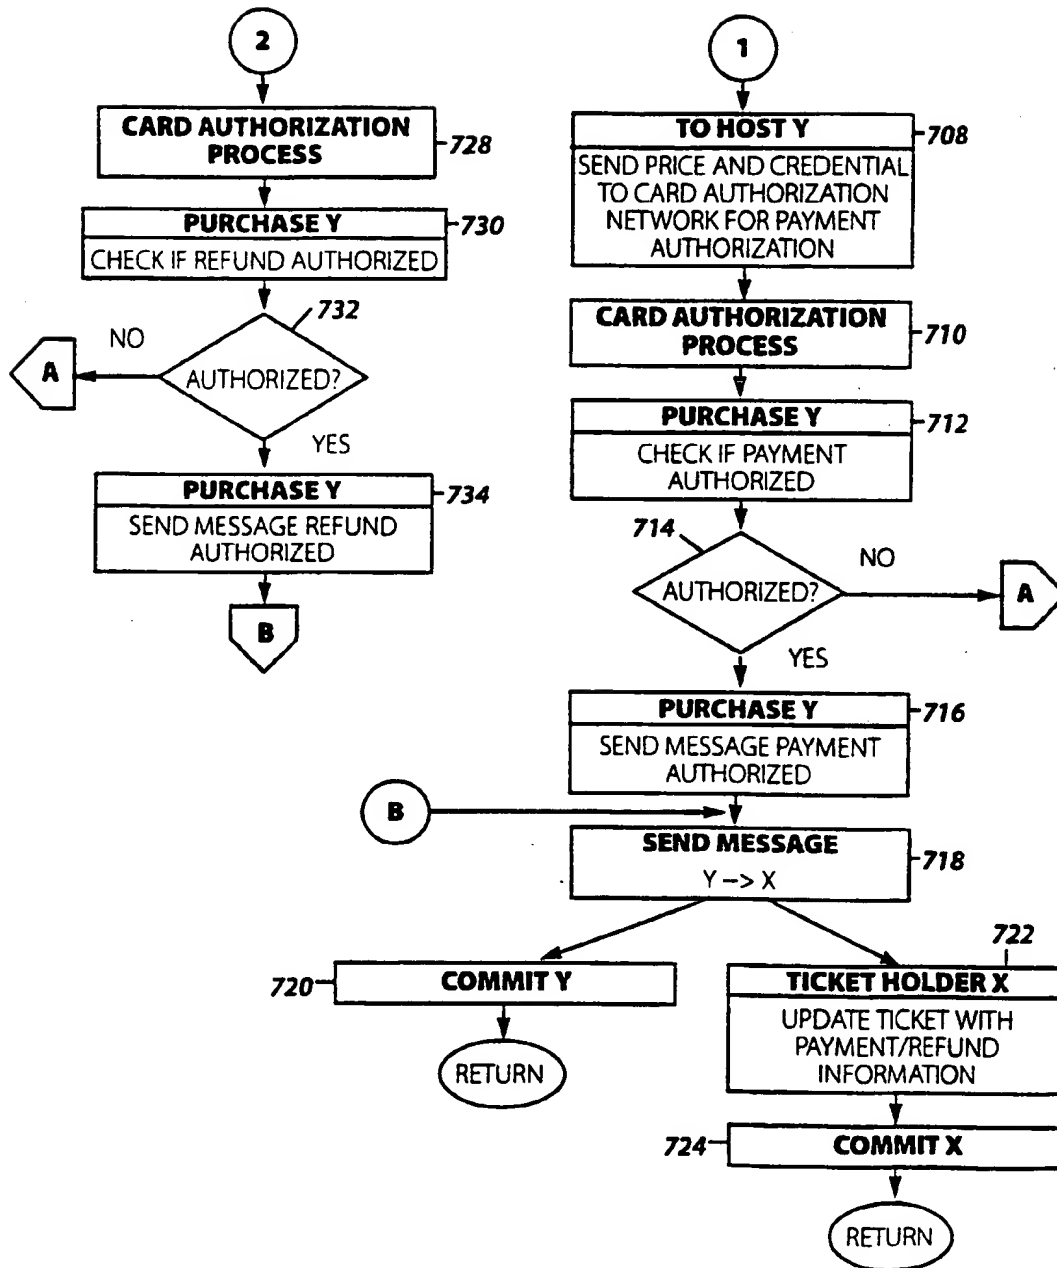 2
CARD AUTHORIZATION
PROCESS
728
PURCHASE Y
730
CHECK IF REFUND AUTHORIZED
732
NO
A
AUTHORIZED?
YES
PURCHASE Y
734
SEND MESSAGE REFUND
AUTHORIZED
B
1
TO HOST Y
708
SEND PRICE AND CREDENTIAL
TO CARD AUTHORIZATION
NETWORK FOR PAYMENT
AUTHORIZATION
CARD AUTHORIZATION
PROCESS
710
PURCHASE Y
712
CHECK IF PAYMENT
AUTHORIZED
714
NO
AUTHORIZED?
A
YES
PURCHASE Y
716
SEND MESSAGE PAYMENT
AUTHORIZED
B
SEND MESSAGE
718
Y –> X
720
COMMIT Y
RETURN
722
TICKET HOLDER X
UPDATE TICKET WITH
PAYMENT/REFUND
INFORMATION
724
COMMIT X
RETURN